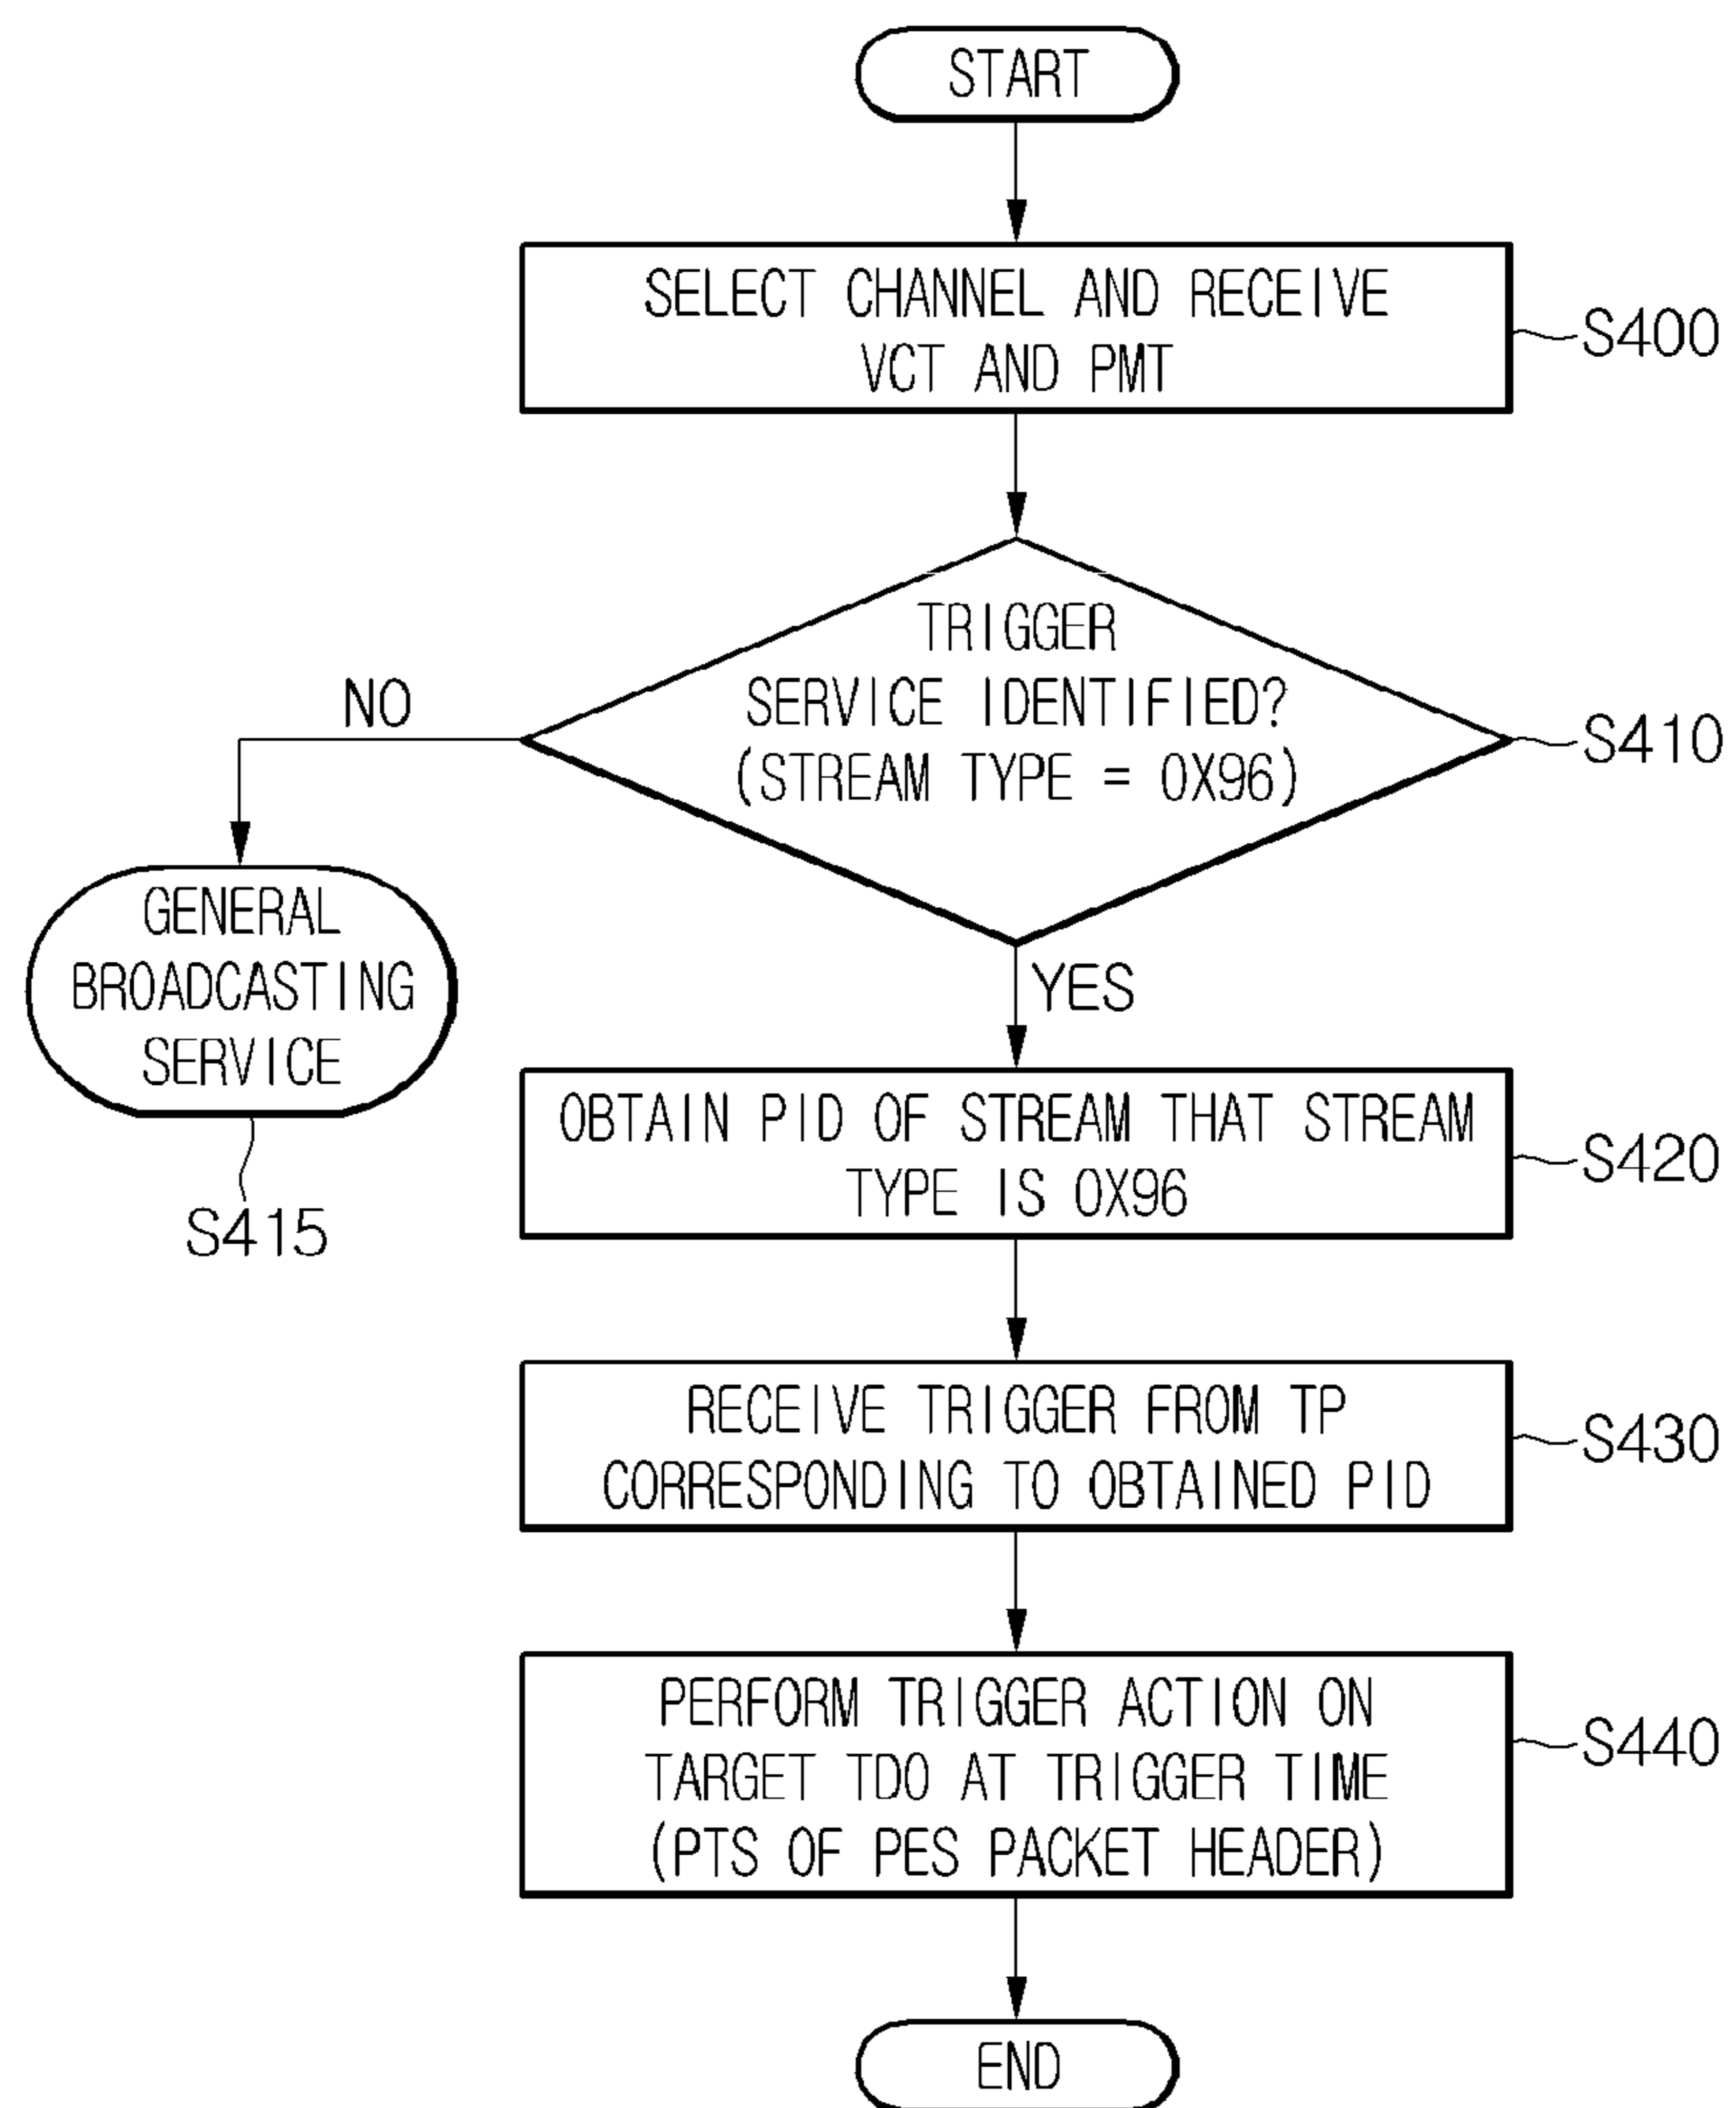 START
SELECT CHANNEL AND RECEIVE
VCT AND PMT
S400
TRIGGER
SERVICE IDENTIFIED?
(STREAM TYPE = 0X96)
S410
NO
GENERAL
BROADCASTING
SERVICE
S415
YES
OBTAIN PID OF STREAM THAT STREAM
TYPE IS 0X96
S420
RECEIVE TRIGGER FROM TP
CORRESPONDING TO OBTAINED PID
S430
PERFORM TRIGGER ACTION ON
TARGET TDO AT TRIGGER TIME
(PTS OF PES PACKET HEADER)
S440
END